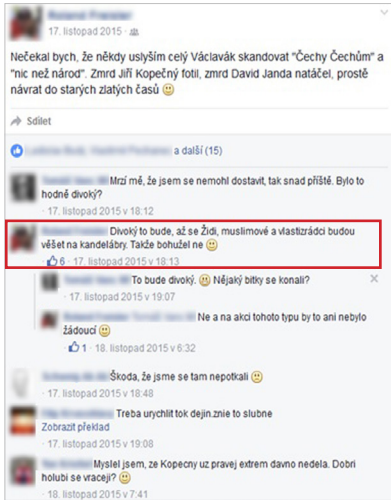 17. listopad 2015
Nečekal bych, že někdy uslyším celý Václavák skandovat "Čechy Čechům" a
"nic než národ". Zmrd Jiří Kopečný fotil, zmrd David Janda natáčel, prostě
návrat do starých zlatých časů
Sdílet
a další (15)
Mrzí mě, že jsem se nemohl dostavit, tak snad příště. Bylo to
hodně divoký?
17. listopad 2015 v 18:12
Divoký to bude, až se Židi, muslimové a vlastizrádci budou
věšet na kandelábry. Takže bohužel ne
6 · 17. listopad 2015 v 18:13
To bude divoký. Nějaký bitky se konali?
17. listopad 2015 v 19:07
Ne a na akci tohoto typu by to ani nebylo
žádoucí
1 · 18. listopad 2015 v 6:32
Škoda, že jsme se tam nepotkali
17. listopad 2015 v 18:48
Treba urychlit tok dejin.znie to slubne
Zobrazit překlad
17. listopad 2015 v 19:08
Myslel jsem, ze Kopecny uz pravej extrem davno nedela. Dobri
holubi se vraceji?
18. listopad 2015 v 7:41